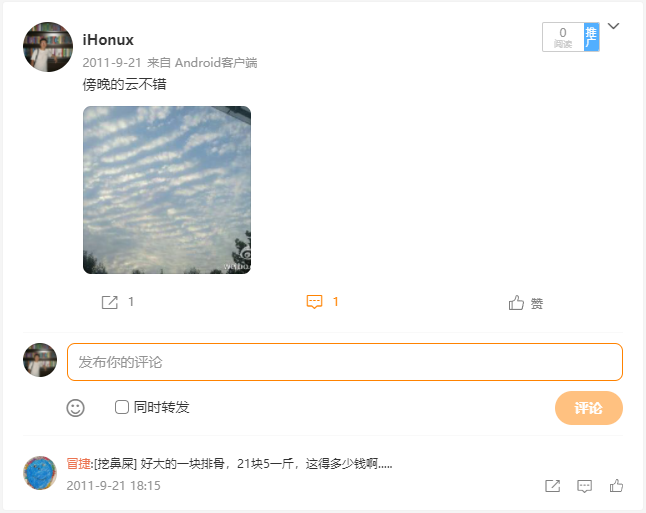 iHonux
0
阅读
推广
2011-9-21 来自 Android客户端
傍晚的云不错
1
1
赞
发布你的评论
同时转发
评论
冒捷:[挖鼻屎] 好大的一块排骨，21块5一斤，这得多少钱啊.....
2011-9-21 18:15